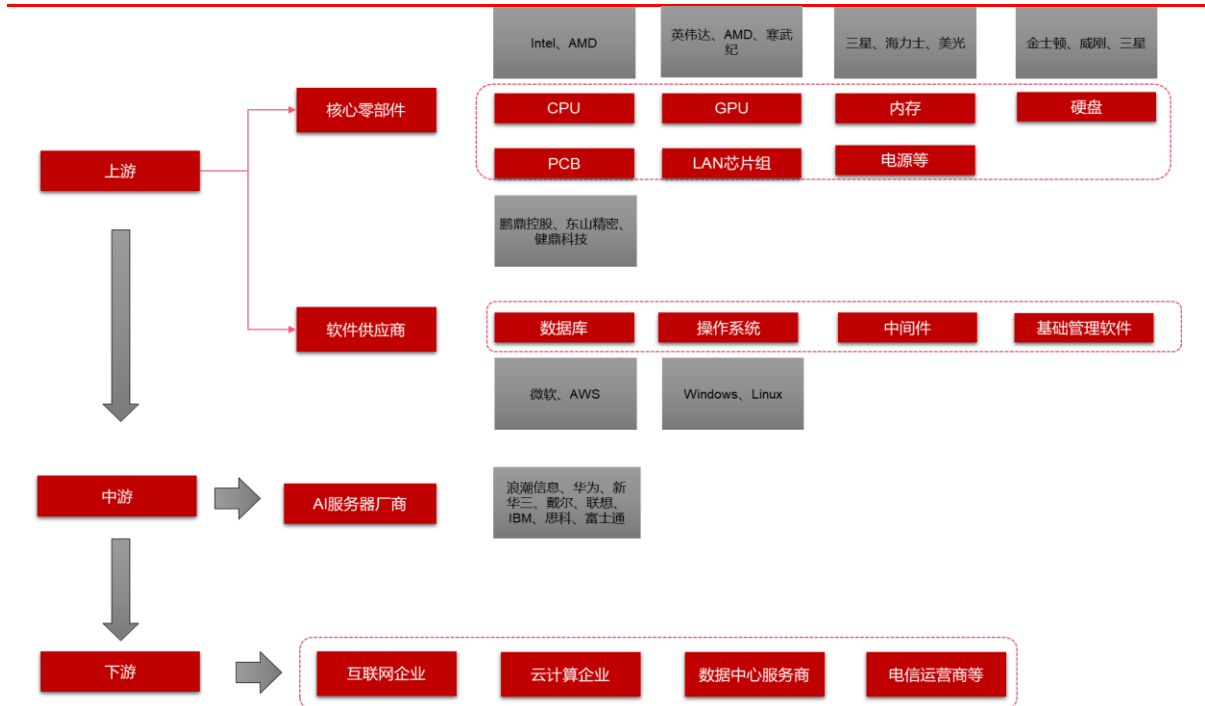 Intel、AMD
英伟达、AMD、寒武
纪
三星、海力士、美光
金士顿、威刚、三星
核心零部件
CPU
GPU
内存
硬盘
上游
PCB
LAN芯片组
电源等
鹏鼎控股、东山精密、
健鼎科技
软件供应商
数据库
操作系统
中间件
基础管理软件
微软、AWS
Windows、Linux
中游
AI服务器厂商
浪潮信息、华为、新
华三、戴尔、联想、
IBM、思科、富士通
下游
互联网企业
云计算企业
数据中心服务商
电信运营商等